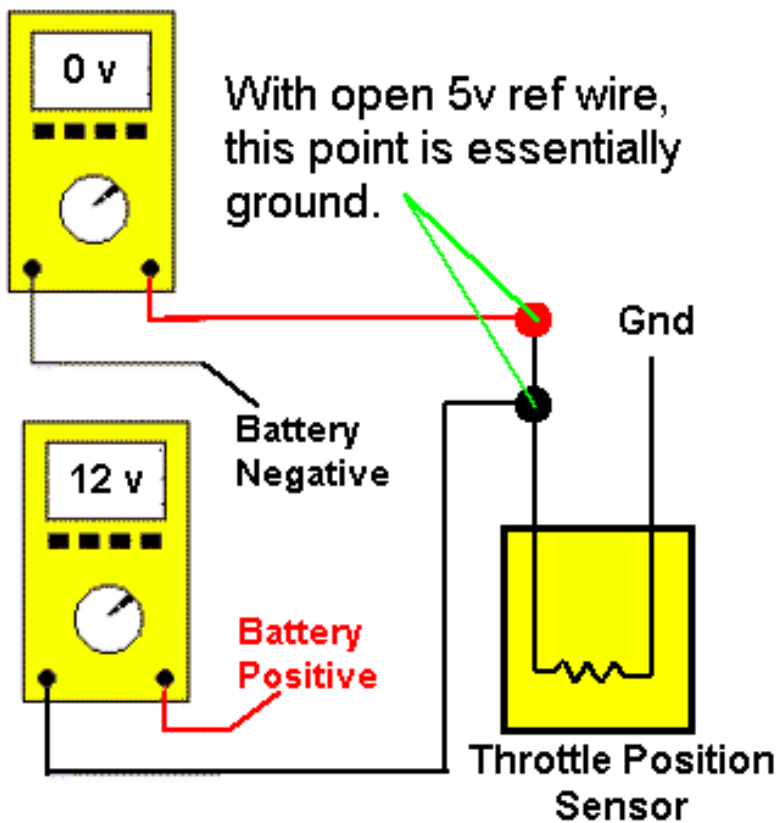 0 v
With open 5v ref wire,
this point is essentially
ground.
Gnd
Battery
Negative
12 v
Battery
Positive
Throttle Position
Sensor